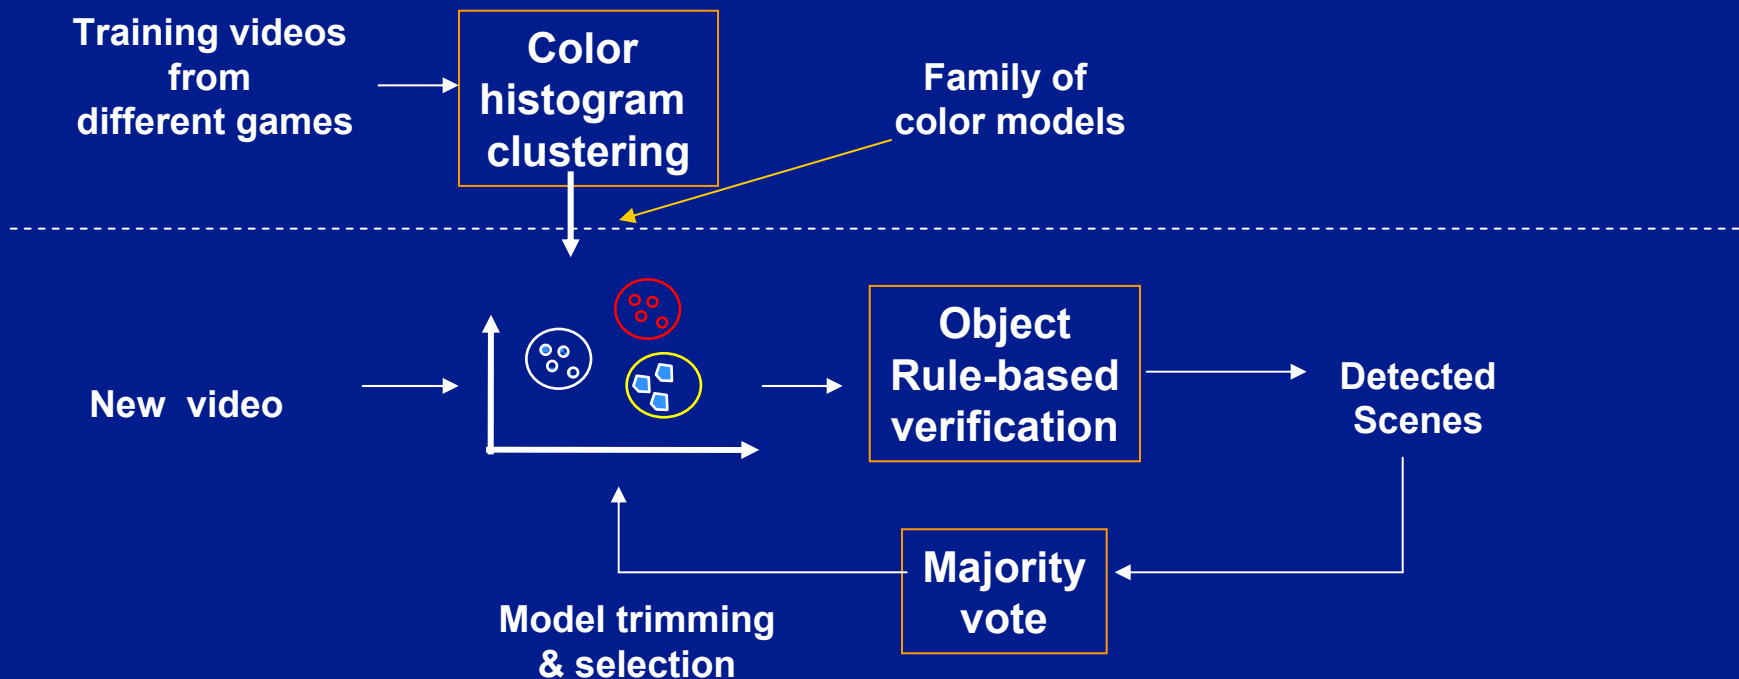 Training videos
from
different games
Color
histogram
clustering
Family of
color models
New video
Object
Rule-based
verification
Detected
Scenes
Majority
vote
Model trimming
& selection